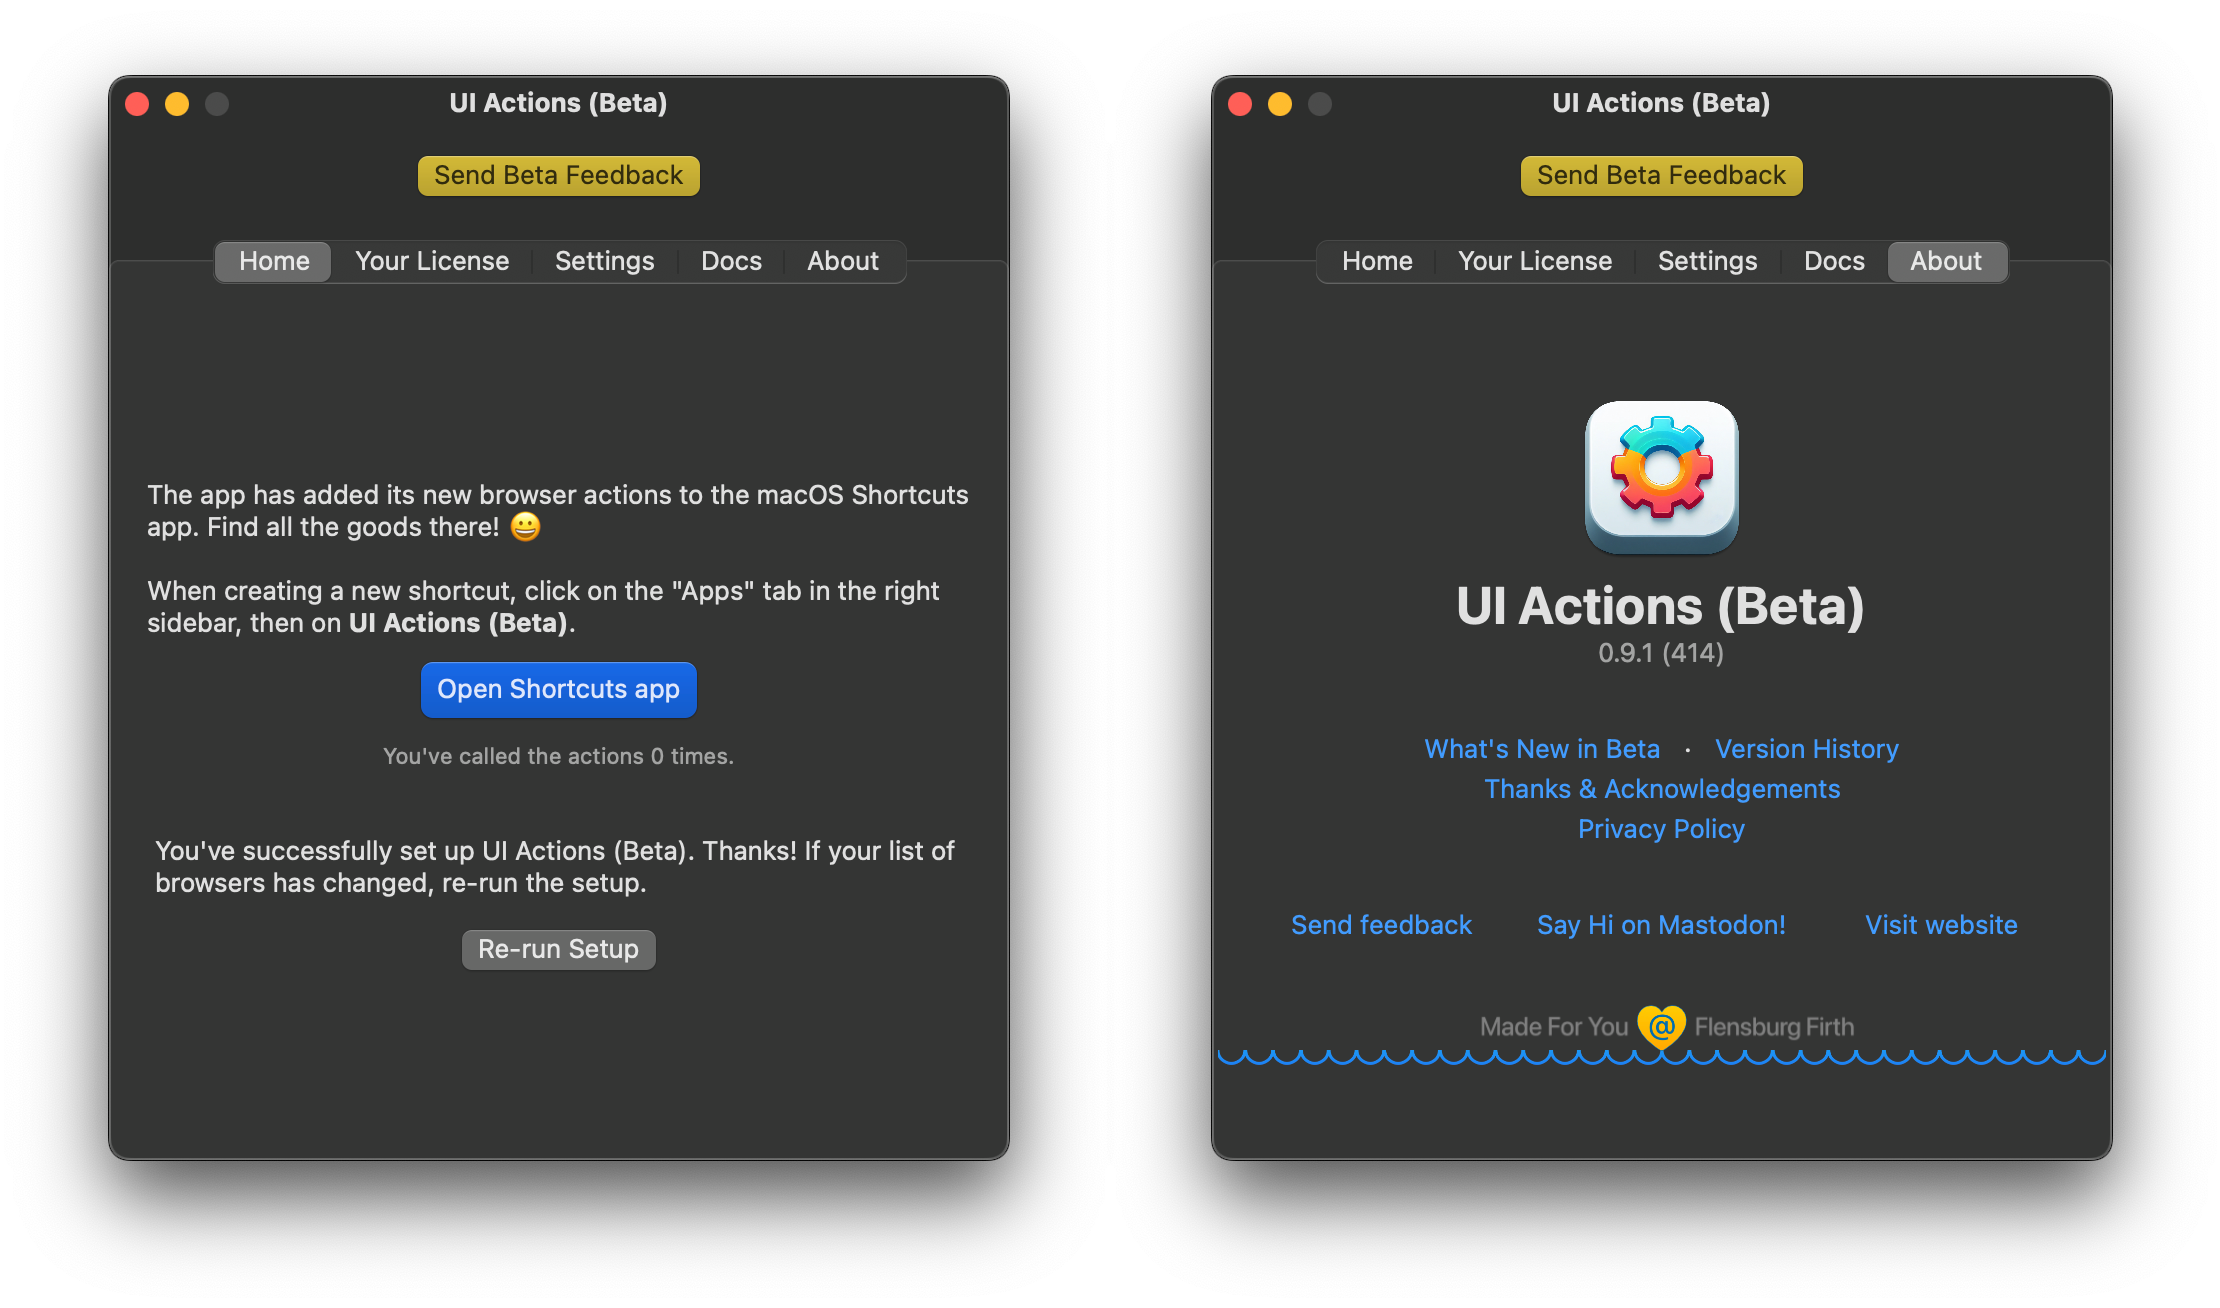 UI Actions (Beta)
Send Beta Feedback
Home Your License Settings Docs About
The app has added its new browser actions to the macOS Shortcuts
app. Find all the goods there! 😀
When creating a new shortcut, click on the "Apps" tab in the right
sidebar, then on UI Actions (Beta).
Open Shortcuts app
You've called the actions 0 times.
You've successfully set up UI Actions (Beta). Thanks! If your list of
browsers has changed, re-run the setup.
Re-run Setup
UI Actions (Beta)
Send Beta Feedback
Home Your License Settings Docs About
UI Actions (Beta)
0.9.1 (414)
What's New in Beta · Version History
Thanks & Acknowledgements
Privacy Policy
Send feedback Say Hi on Mastodon! Visit website
Made For You @ Flensburg Firth